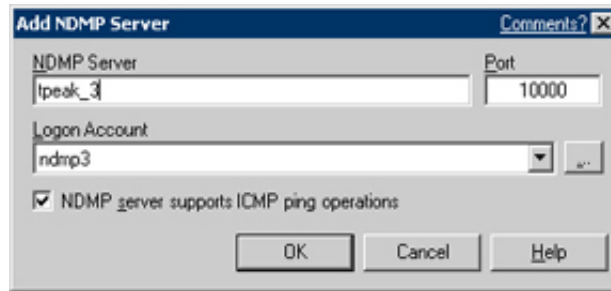 Add NDMP Server Comments?
NDMP Server Port
tpeak_3 10000
Logon Account
ndmp3 ...
NDMP server supports ICMP ping operations
OK Cancel Help